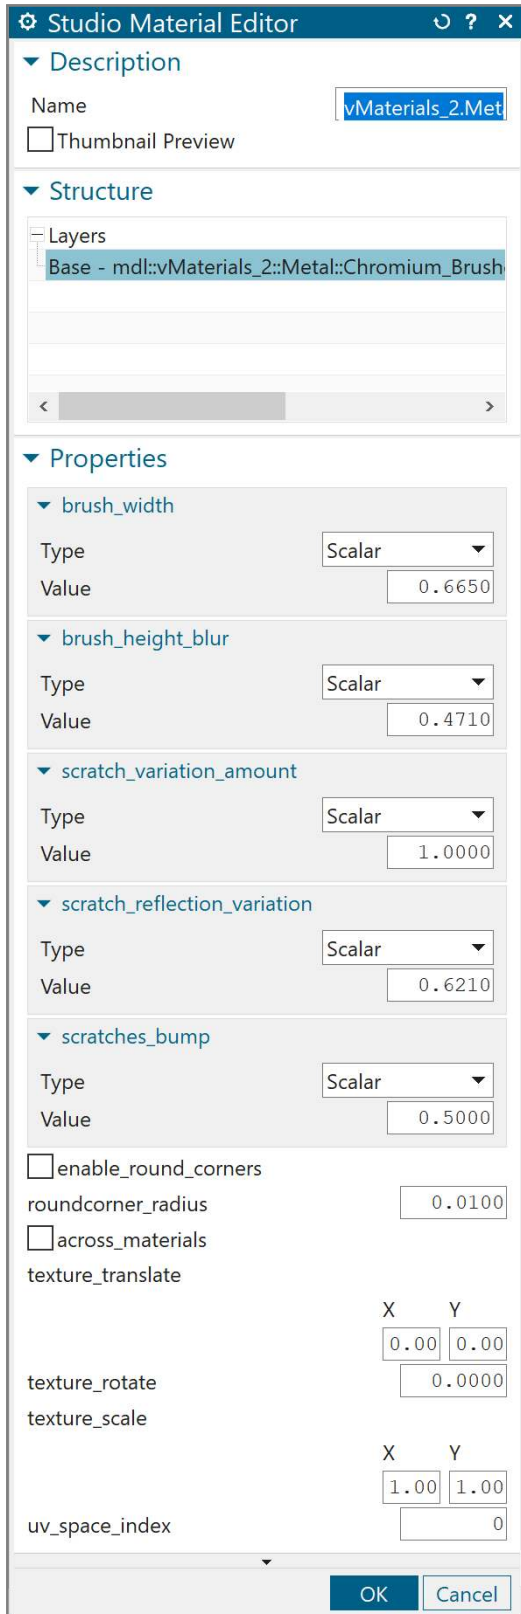 Studio Material Editor ? ×
Description
Name vMaterials_2.Met
Thumbnail Preview
Structure
Layers
Base - mdl::vMaterials_2::Metal::Chromium_Brush
Properties
brush_width
Type Scalar
Value 0.6650
brush_height_blur
Type Scalar
Value 0.4710
scratch_variation_amount
Type Scalar
Value 1.0000
scratch_reflection_variation
Type Scalar
Value 0.6210
scratches_bump
Type Scalar
Value 0.5000
enable_round_corners
roundcorner_radius 0.0100
across_materials
texture_translate
X Y
0.00 0.00
texture_rotate 0.0000
texture_scale
X Y
1.00 1.00
uv_space_index 0
OK Cancel